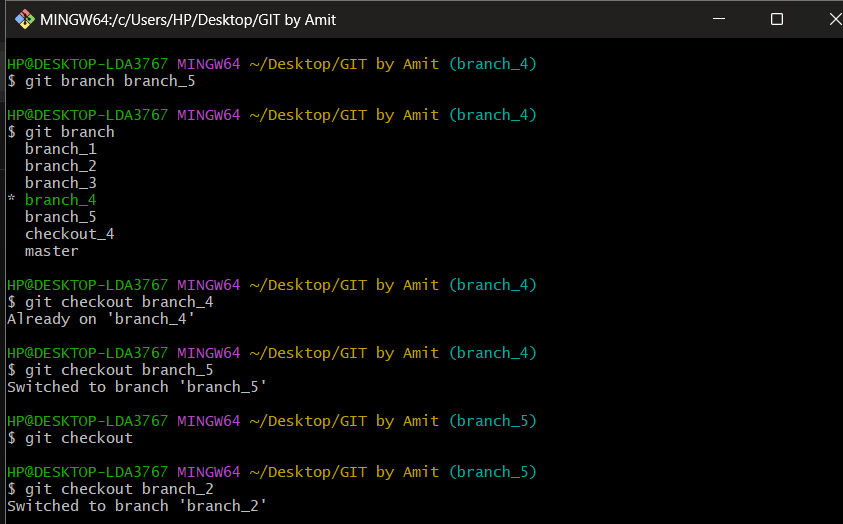 MINGW64:/c/Users/HP/Desktop/GIT by Amit
HP@DESKTOP-LDA3767 MINGW64 ~/Desktop/GIT by Amit (branch_4)
$ git branch branch_5
HP@DESKTOP-LDA3767 MINGW64 ~/Desktop/GIT by Amit (branch_4)
$ git branch
  branch_1
  branch_2
  branch_3
* branch_4
  branch_5
  checkout_4
  master
HP@DESKTOP-LDA3767 MINGW64 ~/Desktop/GIT by Amit (branch_4)
$ git checkout branch_4
Already on 'branch_4'
HP@DESKTOP-LDA3767 MINGW64 ~/Desktop/GIT by Amit (branch_4)
$ git checkout branch_5
Switched to branch 'branch_5'
HP@DESKTOP-LDA3767 MINGW64 ~/Desktop/GIT by Amit (branch_5)
$ git checkout
HP@DESKTOP-LDA3767 MINGW64 ~/Desktop/GIT by Amit (branch_5)
$ git checkout branch_2
Switched to branch 'branch_2'